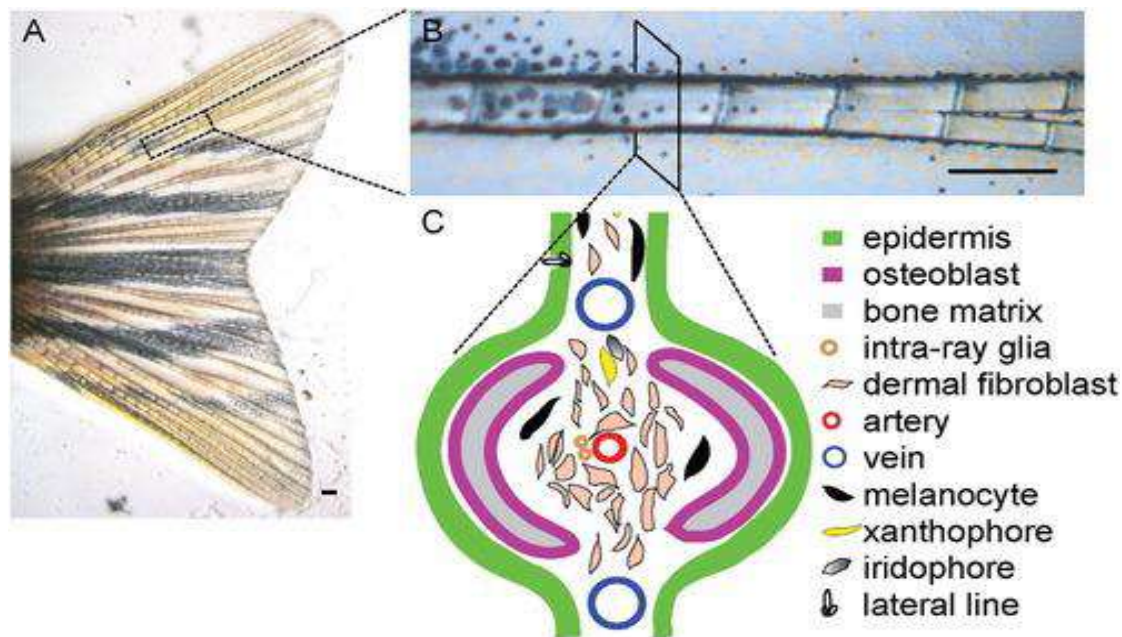 A
B
C
epidermis
osteoblast
bone matrix
intra-ray glia
dermal fibroblast
artery
vein
melanocyte
xanthophore
iridophore
lateral line